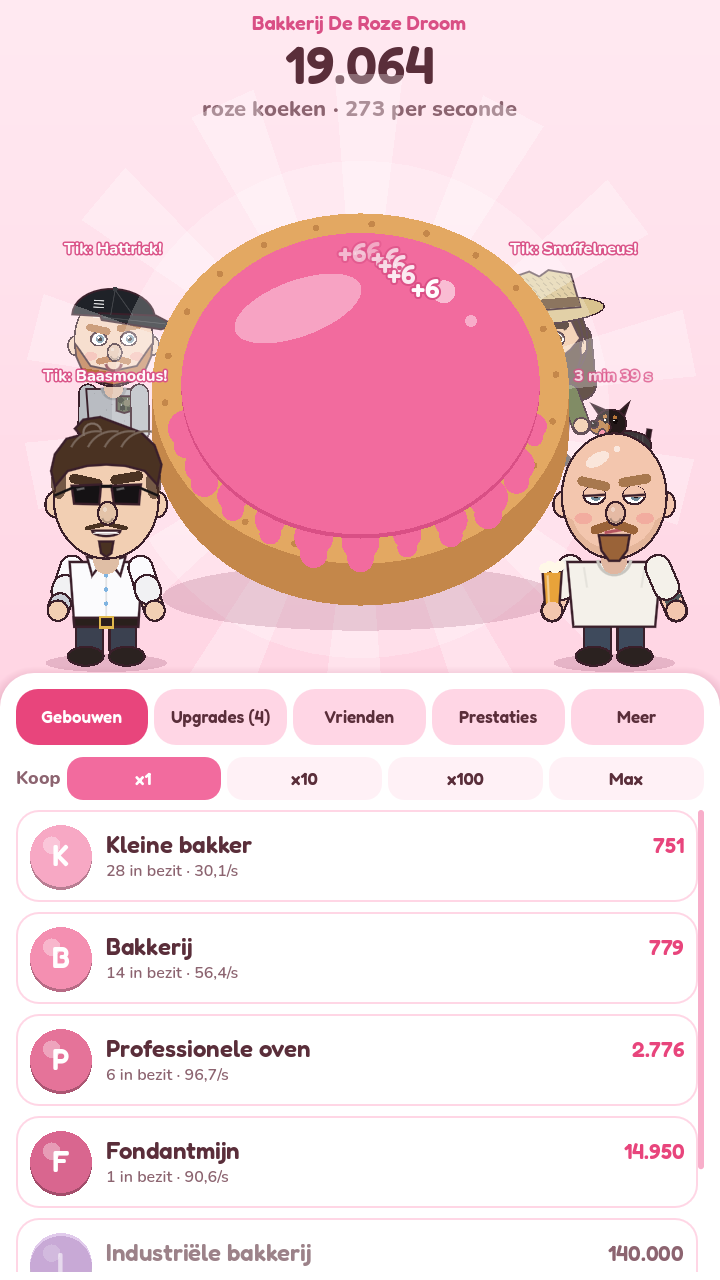 Bakkerij De Roze Droom
19.064
roze koeken · 273 per seconde
Tik: Hattrick!
Tik: Snuffelneus!
+6
+6
+6
+6
+6
Tik: Baasmodus!
3 min 39 s
Gebouwen
Upgrades (4)
Vrienden
Prestaties
Meer
Koop
x1
x10
x100
Max
K
Kleine bakker
751
28 in bezit · 30,1/s
B
Bakkerij
779
14 in bezit · 56,4/s
P
Professionele oven
2.776
6 in bezit · 96,7/s
F
Fondantmijn
14.950
1 in bezit · 90,6/s
I
Industriële bakkerij
140.000